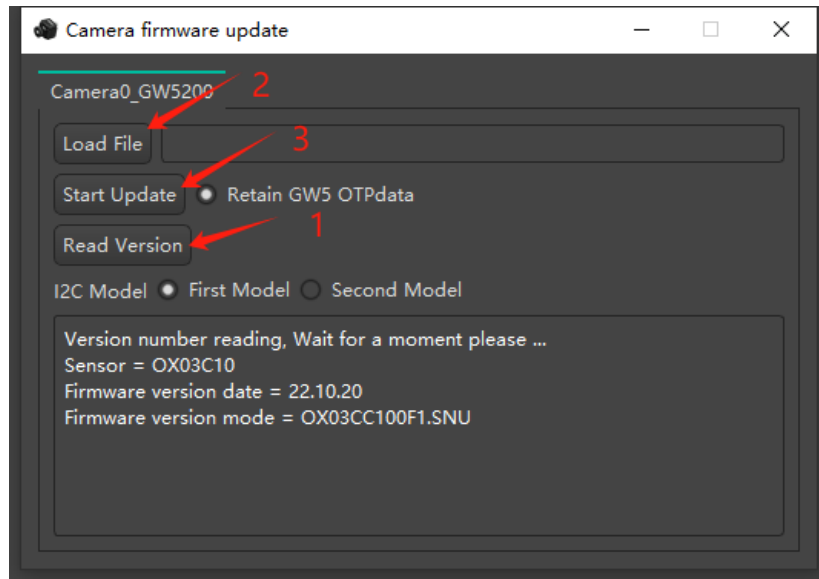 Camera firmware update
Camera0_GW5200 2
Load File 3
Start Update Retain GW5 OTPdata
Read Version 1
I2C Model First Model Second Model
Version number reading, Wait for a moment please ...
Sensor = OX03C10
Firmware version date = 22.10.20
Firmware version mode = OX03CC100F1.SNU